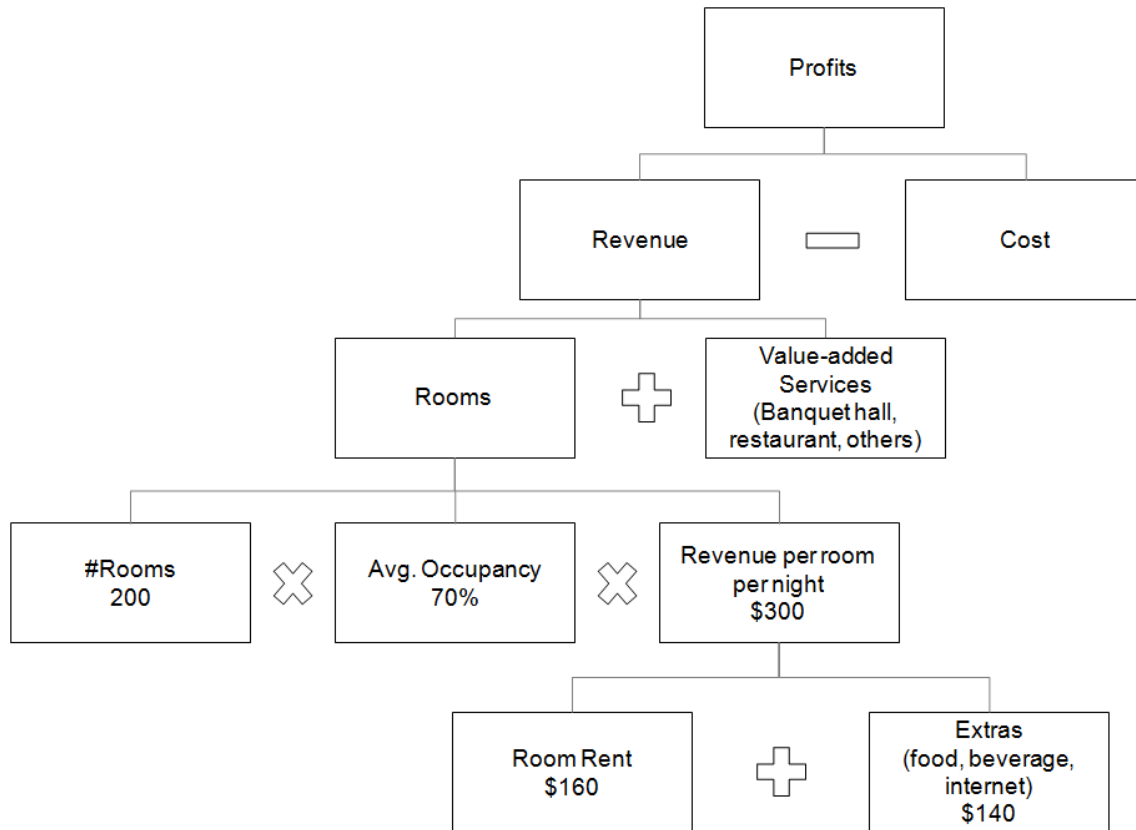 Profits
Revenue
Cost
Rooms
Value-added
Services
(Banquet hall,
restaurant, others)
#Rooms
200
Avg. Occupancy
70%
Revenue per room
per night
$300
Room Rent
$160
Extras
(food, beverage,
internet)
$140